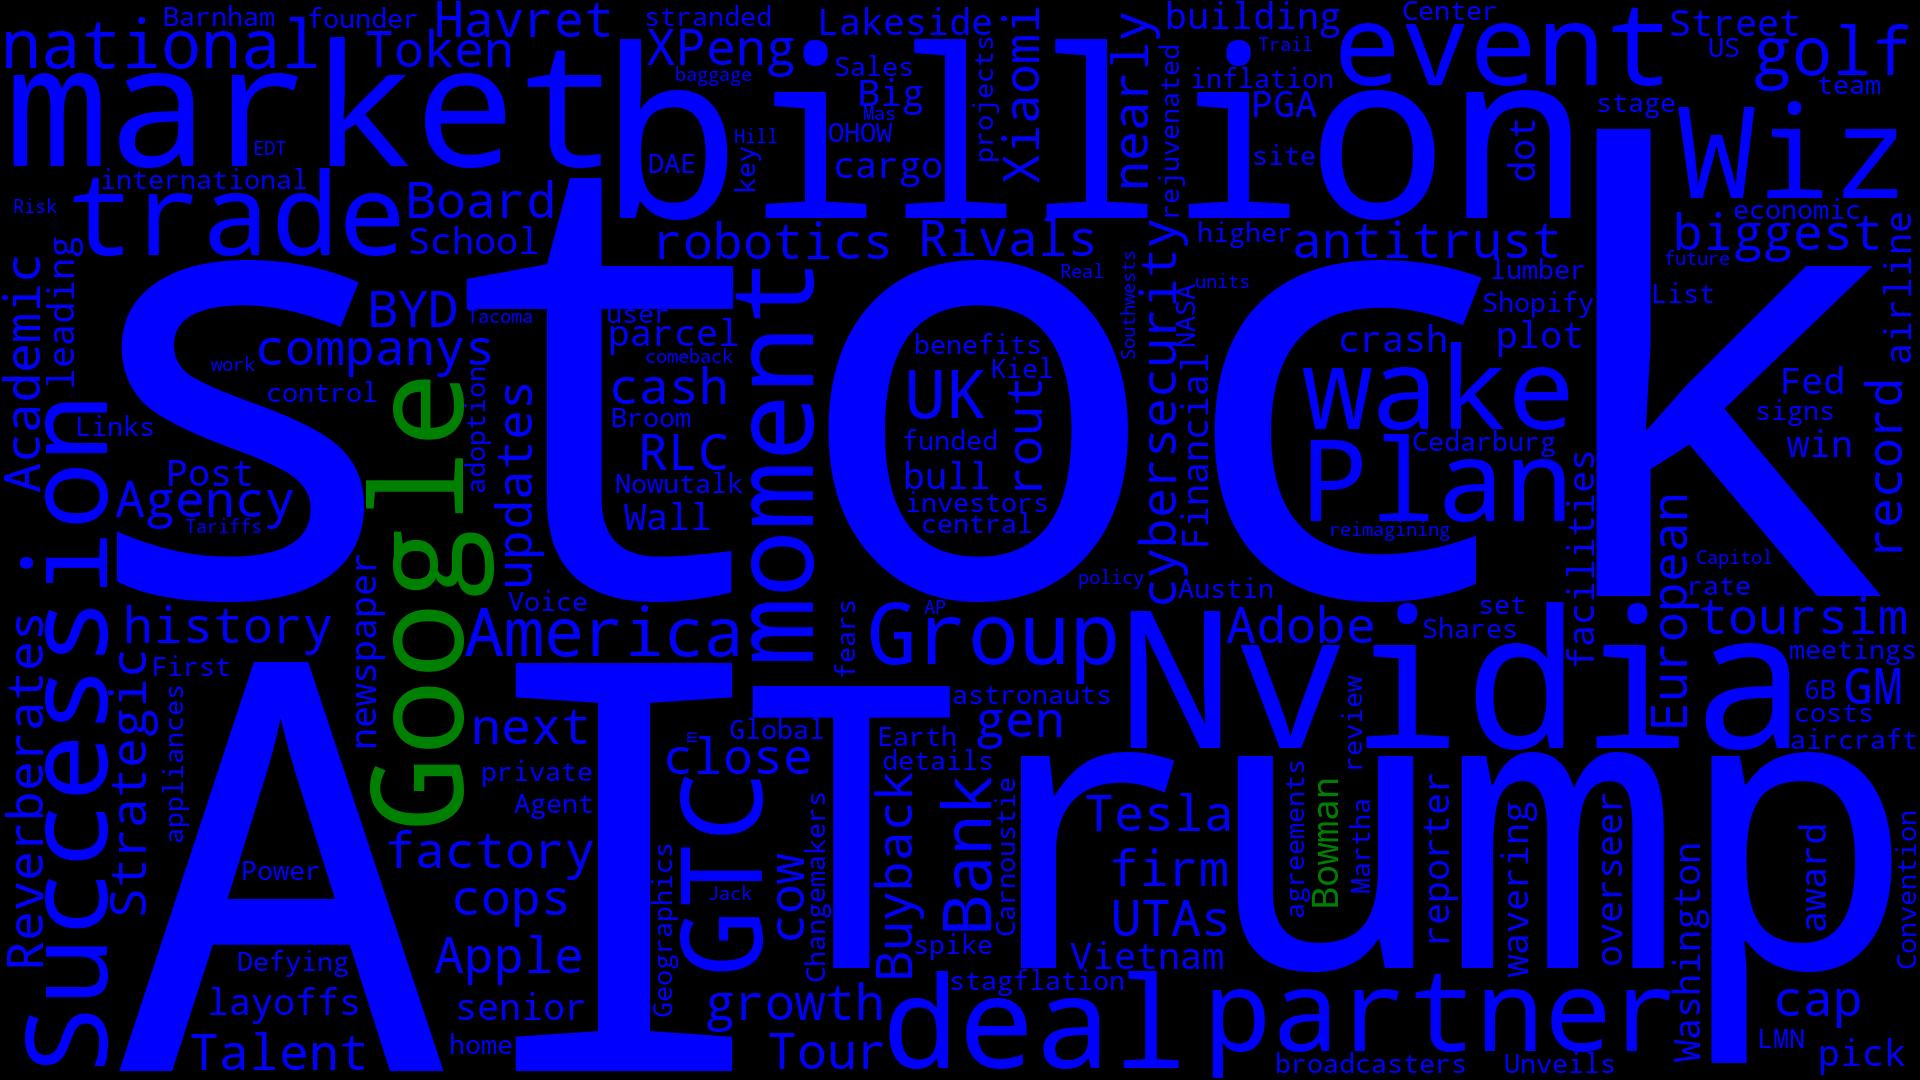 Barnham
founder
Havret
stranded
Lakeside
building
Center
Street
national
Token
XPeng
Xiaomi
nearly
event
US
golf
market
billion
baggage
Sales
Big
Mas
projects
rejuvenated
Trail
inflation
PGA
stage
team
EDT
DAE
Hill
key
OHOW
cargo
site
dot
Wiz
international
Risk
trade
Board
School
robotics
Rivals
higher
antitrust
economic
biggest
future
airline
Academic
leading
stock
BYD
Tacoma
user
parcel
comeback
companys
work
control
Google
adoptions
updates
cash
Broom
RLC
Nowutalk
Wall
moment
benefits
Kiel
UK
rout
funded
bull
investors
central
Real
Southwests
cybersecurity
NASA
units
Financial
lumber
Shopify
List
crash
plot
wake
Cedarburg
Plan
reimagining
Fed
signs
win
record
Links
Post
Agency
Tariffs
Succession
facilities
European
Capitol
rate
policy
Austin
Reverberates
history
newspaper
Voice
America
fears
AP
Group
Nvidia
Adobe
set
Shares
toursim
meetings
First
Strategic
appliances
AI
next
private
Agent
Global
m
close
Trump
astronauts
gen
Earth
details
review
6B
GM
costs
aircraft
Power
factory
cops
Apple
Geographics
GTC
Jack
cow
Changemakers
Buyback
Bank
Carnoustie
Tesla
firm
UTAs
agreements
Bowman
Martha
reporter
wavering
overseer
Washington
award
Convention
Defying
layoffs
senior
spike
Vietnam
stagflation
Talent
home
growth
Tour
deal
partner
broadcasters
Unveils
cap
LMN
pick